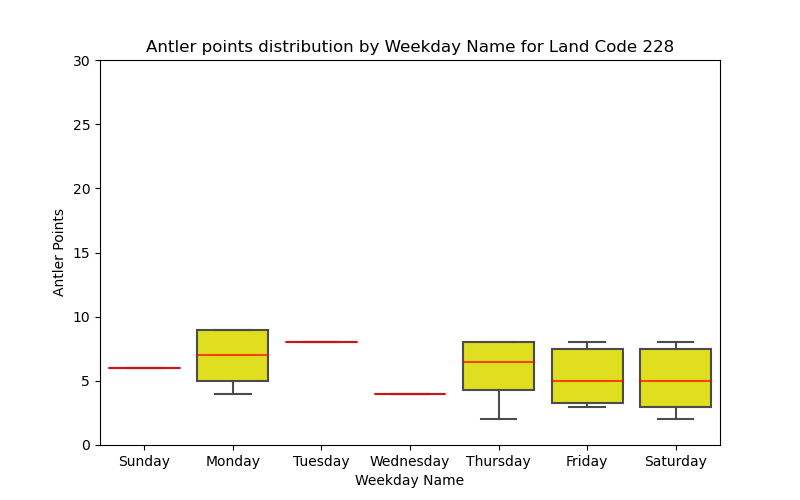 Antler points distribution by Weekday Name for Land Code 228
30
25
20
15
10
5
0
Antler Points
Sunday Monday Tuesday Wednesday Thursday Friday Saturday
Weekday Name